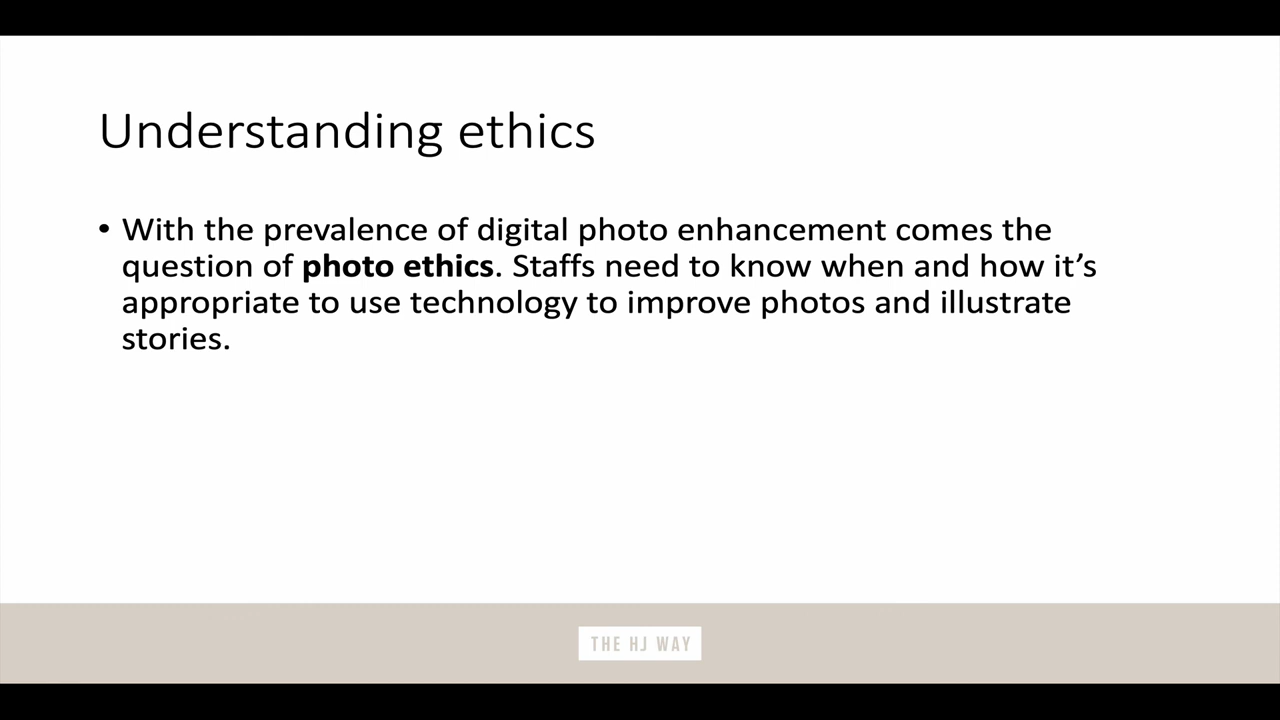 Understanding ethics
• With the prevalence of digital photo enhancement comes the
question of photo ethics. Staffs need to know when and how it’s
appropriate to use technology to improve photos and illustrate
stories.
THE HJ WAY